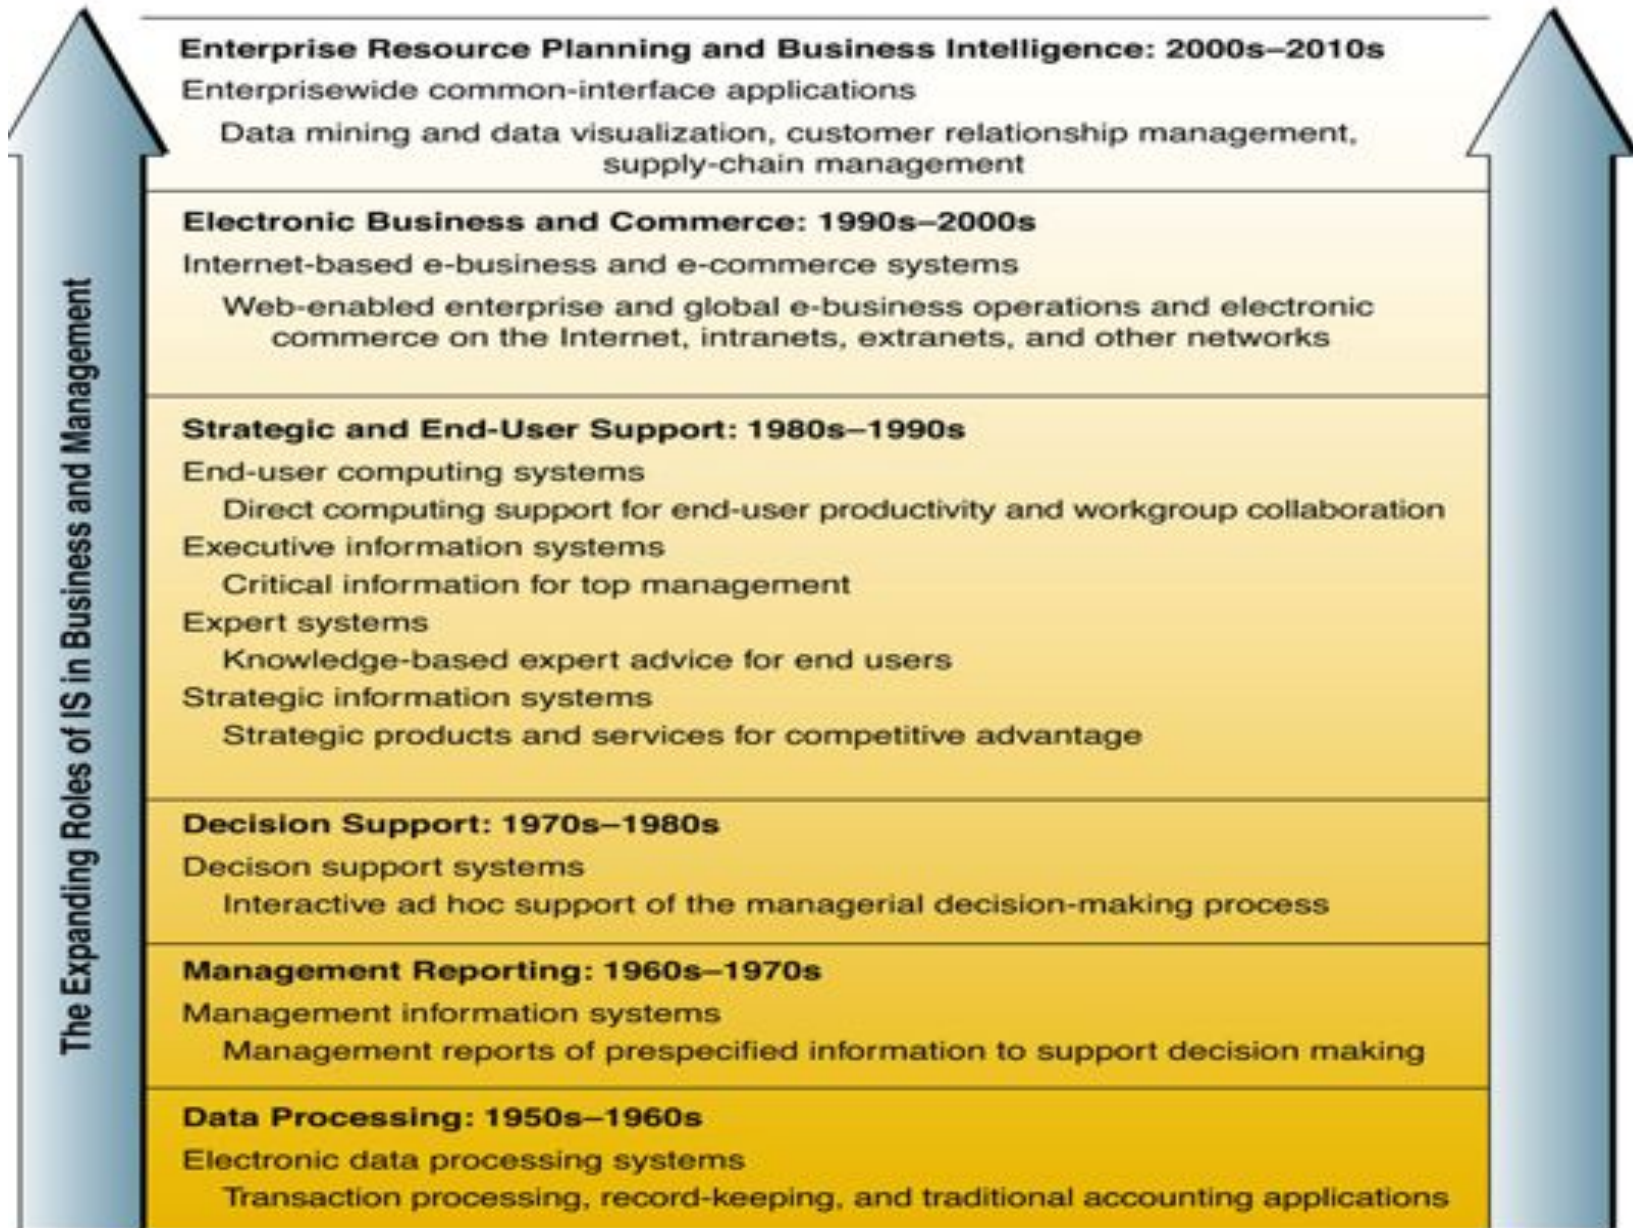 The Expanding Roles of IS in Business and Management
Enterprise Resource Planning and Business Intelligence: 2000s–2010s
Enterprisewide common-interface applications
Data mining and data visualization, customer relationship management,
supply-chain management
Electronic Business and Commerce: 1990s–2000s
Internet-based e-business and e-commerce systems
Web-enabled enterprise and global e-business operations and electronic
commerce on the Internet, intranets, extranets, and other networks
Strategic and End-User Support: 1980s–1990s
End-user computing systems
Direct computing support for end-user productivity and workgroup collaboration
Executive information systems
Critical information for top management
Expert systems
Knowledge-based expert advice for end users
Strategic information systems
Strategic products and services for competitive advantage
Decision Support: 1970s–1980s
Decison support systems
Interactive ad hoc support of the managerial decision-making process
Management Reporting: 1960s–1970s
Management information systems
Management reports of prespecified information to support decision making
Data Processing: 1950s–1960s
Electronic data processing systems
Transaction processing, record-keeping, and traditional accounting applications